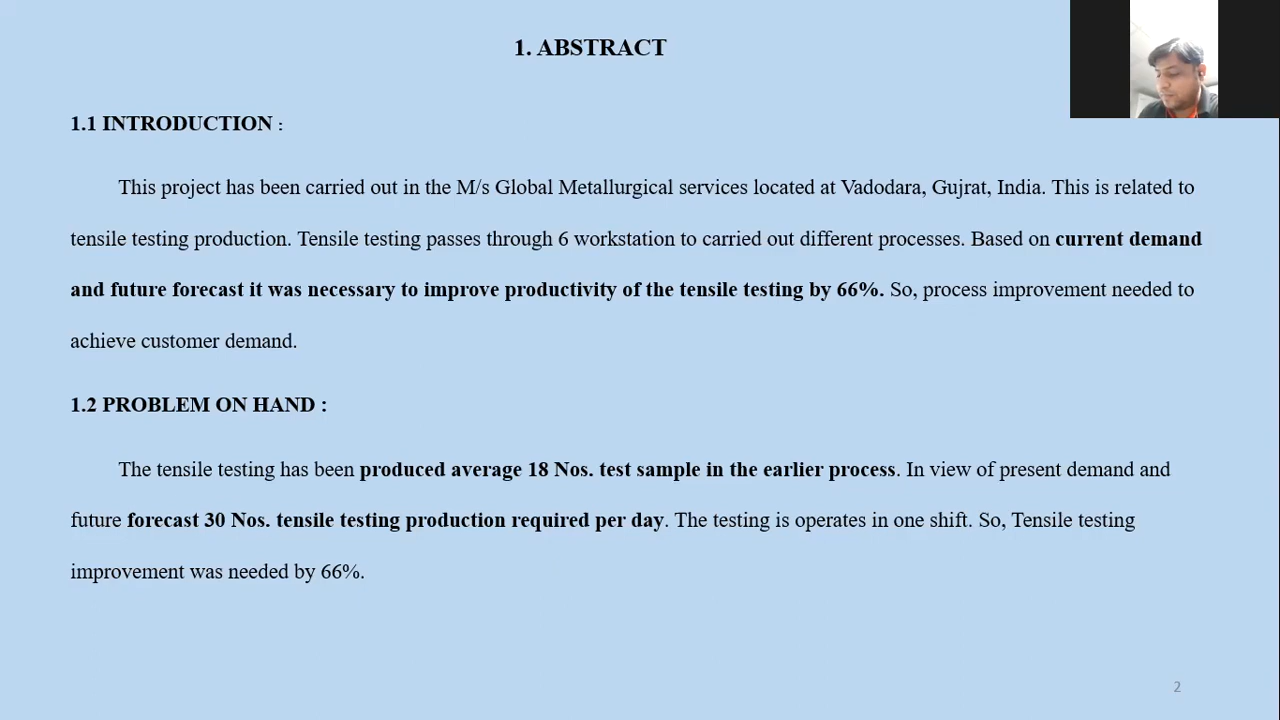 1. ABSTRACT
1.1 INTRODUCTION :
This project has been carried out in the M/s Global Metallurgical services located at Vadodara, Gujrat, India. This is related to
tensile testing production. Tensile testing passes through 6 workstation to carried out different processes. Based on current demand
and future forecast it was necessary to improve productivity of the tensile testing by 66%. So, process improvement needed to
achieve customer demand.
1.2 PROBLEM ON HAND :
The tensile testing has been produced average 18 Nos. test sample in the earlier process. In view of present demand and
future forecast 30 Nos. tensile testing production required per day. The testing is operates in one shift. So, Tensile testing
improvement was needed by 66%.
2